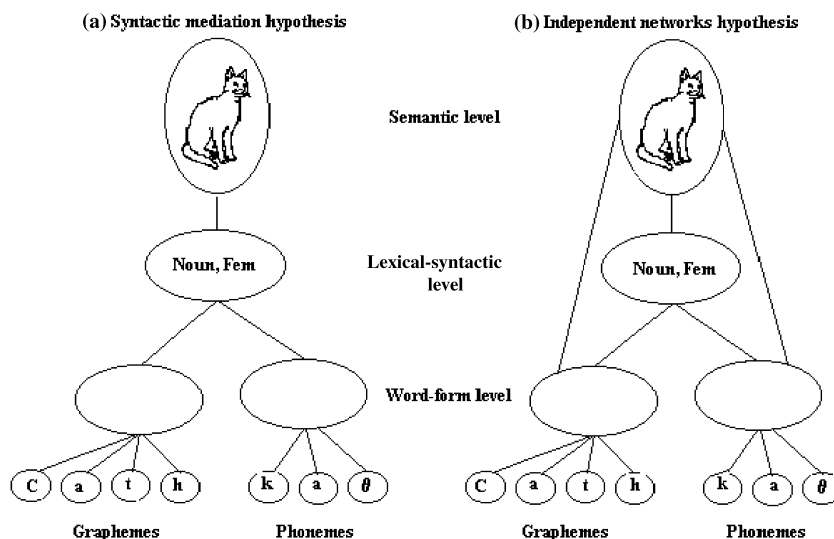 (a) Syntactic mediation hypothesis
(b) Independent networks hypothesis
Semantic level
Noun, Fem
Lexical-syntactic
level
Noun, Fem
Word-form level
C a t h
k a θ
C a t h
k a θ
Graphemes
Phonemes
Graphemes
Phonemes